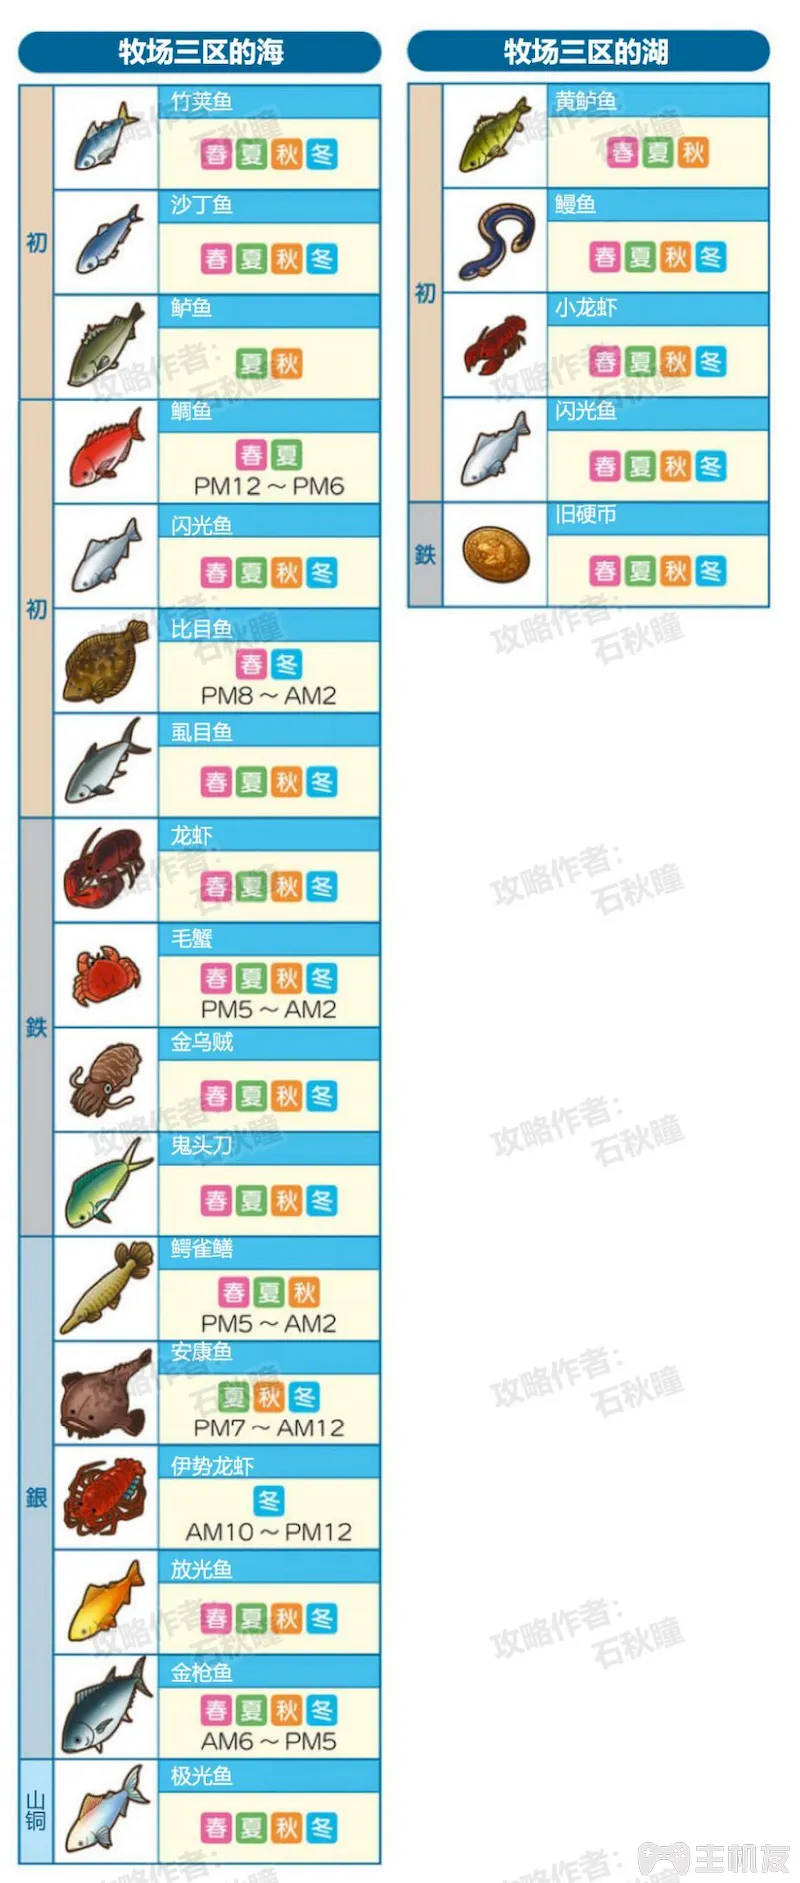 牧场三区的海
初
竹荚鱼
春夏秋冬
沙丁鱼
春夏秋冬
鲈鱼
夏秋
初
鲷鱼
春夏
PM12～PM6
闪光鱼
春夏秋冬
比目鱼
春冬
PM8～AM2
虱目鱼
春夏秋冬
鉄
龙虾
春夏秋冬
毛蟹
春夏秋冬
PM5～AM2
金乌贼
春夏秋冬
鬼头刀
春夏秋冬
銀
鳄雀鳝
春夏秋
PM5～AM2
安康鱼
夏秋冬
PM7～AM12
伊势龙虾
冬
AM10～PM12
放光鱼
春夏秋冬
金枪鱼
春夏秋冬
AM6～PM5
山铜
极光鱼
春夏秋冬
牧场三区的湖
初
黄鲈鱼
春夏秋
鳗鱼
春夏秋冬
小龙虾
春夏秋冬
闪光鱼
春夏秋冬
鉄
旧硬币
春夏秋冬
攻略作者：
石秋瞳
主机友